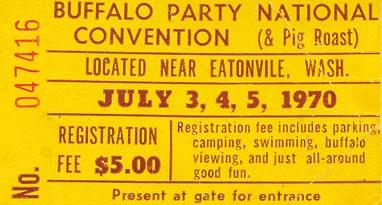 BUFFALO PARTY NATIONAL
CONVENTION (& Pig Roast)
LOCATED NEAR EATONVILE, WASH.
JULY 3, 4, 5, 1970
REGISTRATION
FEE $5.00
Registration fee includes parking,
camping, swimming, buffalo
viewing, and just all-around
good fun.
Present at gate for entrance
No. 047416